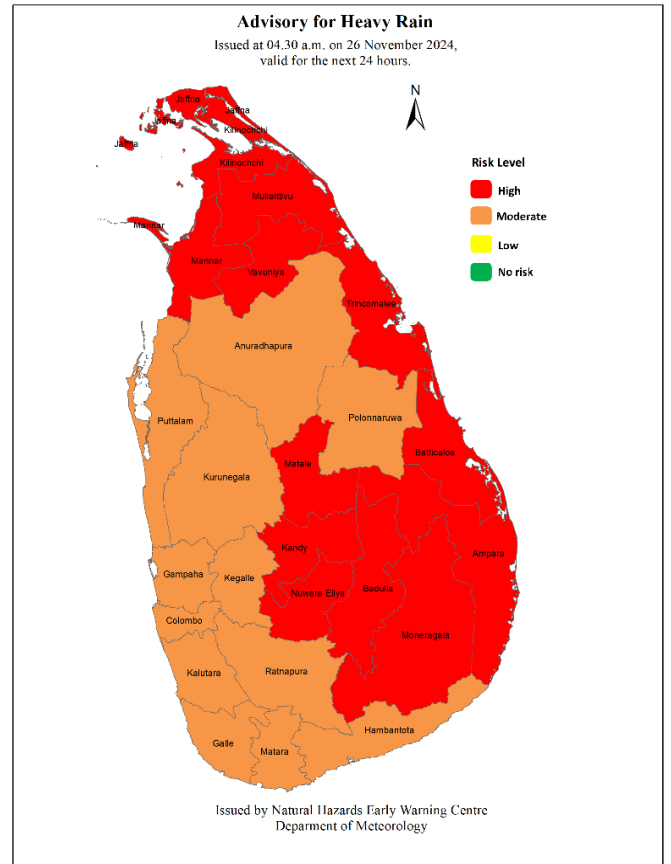 Advisory for Heavy Rain
Issued at 04.30 a.m. on 26 November 2024,
valid for the next 24 hours.
N
Jaffna
Jaffna
Jaffna
Kilinochchi
Jaffna
Kilinochchi
Risk Level
High
Mullaittivu
Moderate
Mannar
Low
Mannar
Vavuniya
No risk
Trincomalee
Anuradhapura
Polonnaruwa
Puttalam
Batticaloa
Matale
Kurunegala
Kandy
Ampara
Gampaha
Kegalle
Badulla
Nuwara Eliya
Colombo
Moneragala
Ratnapura
Kalutara
Hambantota
Galle
Matara
Issued by Natural Hazards Early Warning Centre
Deparment of Meteorology